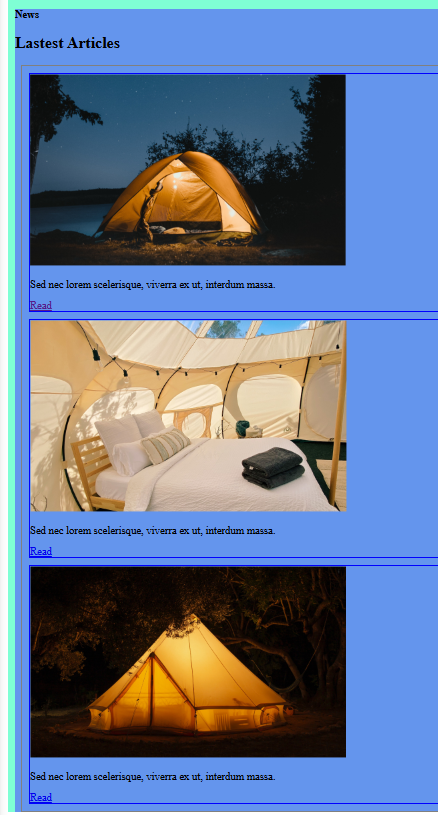 News
Lastest Articles
Sed nec lorem scelerisque, viverra ex ut, interdum massa.
Read
Sed nec lorem scelerisque, viverra ex ut, interdum massa.
Read
Sed nec lorem scelerisque, viverra ex ut, interdum massa.
Read